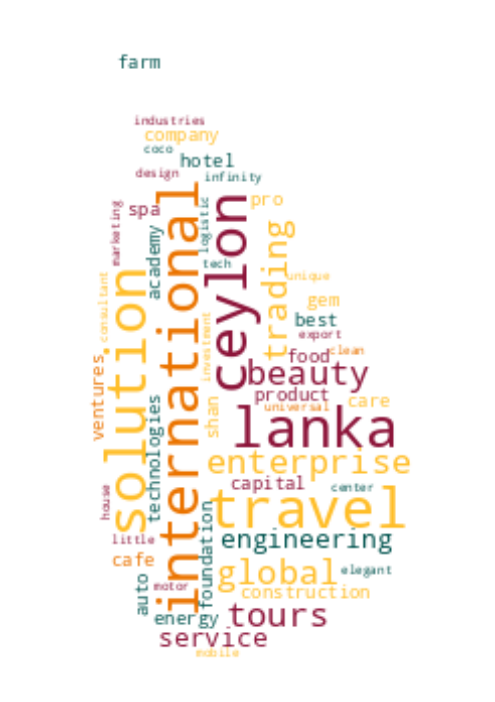 farm
industries
company
coco
hotel
design
infinity
international
ceylon
pro
spa
marketing
logistic
academy
trading
tech
solution
consultant
unique
gem
investment
best
export
ventures
food
clean
beauty
product
care
technologies
shan
universal
lanka
enterprise
capital
center
house
travel
foundation
little
engineering
cafe
global
elegant
auto
motor
construction
energy
tours
service
mobile